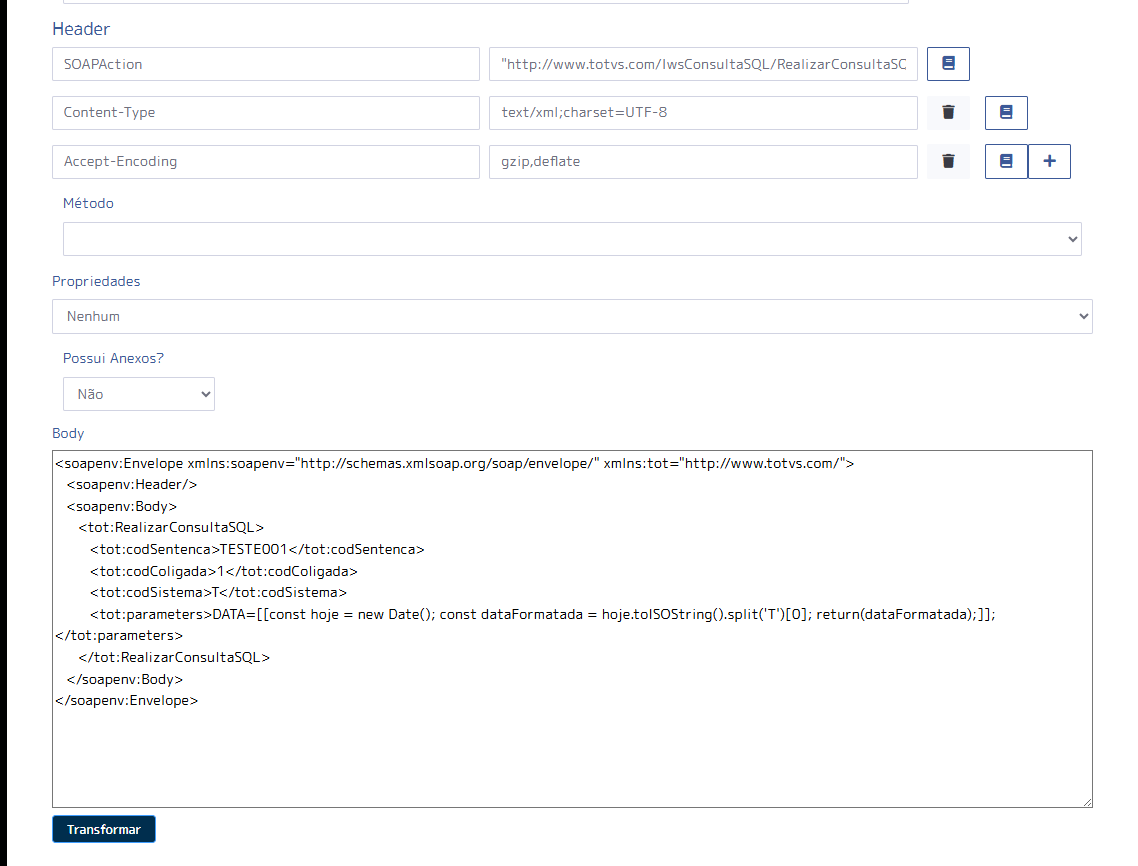 Header
SOAPAction
"http://www.totvs.com/IwsConsultaSQL/RealizarConsultaSQ
Content-Type
text/xml;charset=UTF-8
Accept-Encoding
gzip,deflate
Método
Propriedades
Nenhum
Possui Anexos?
Não
Body
<soapenv:Envelope xmlns:soapenv="http://schemas.xmlsoap.org/soap/envelope/" xmlns:tot="http://www.totvs.com/">
<soapenv:Header/>
<soapenv:Body>
<tot:RealizarConsultaSQL>
<tot:codSentenca>TESTE001</tot:codSentenca>
<tot:codColigada>1</tot:codColigada>
<tot:codSistema>T</tot:codSistema>
<tot:parameters>DATA=[[const hoje = new Date(); const dataFormatada = hoje.toISOString().split('T')[0]; return(dataFormatada);]];
</tot:parameters>
</tot:RealizarConsultaSQL>
</soapenv:Body>
</soapenv:Envelope>
Transformar